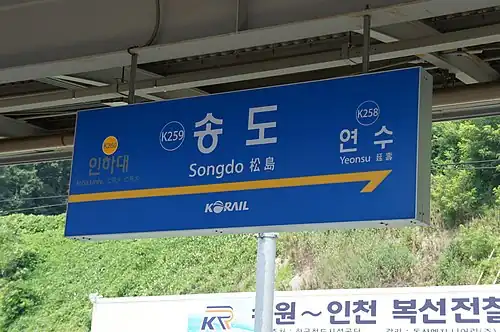 K259
송도
Songdo 松島
K258
연수
Yeonsu 延壽
인하대
KORAIL
원~인천 복선전철
KR